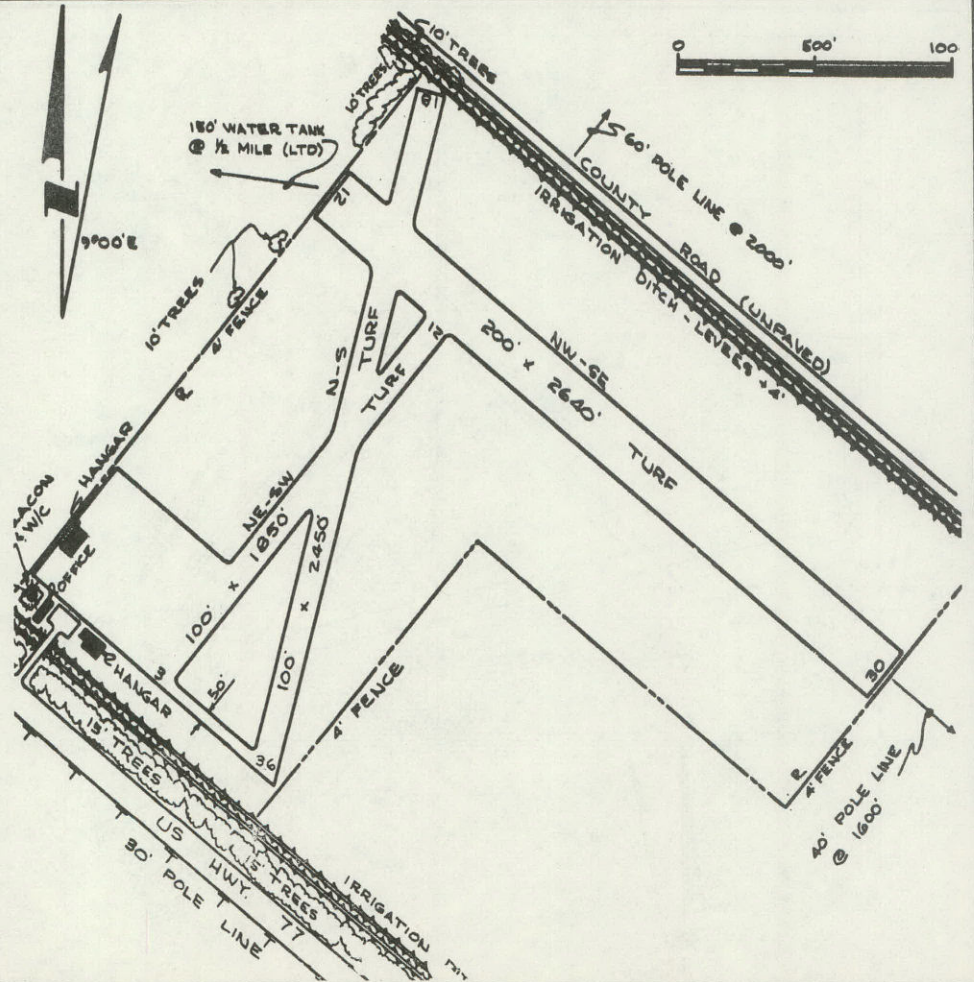 10' TREES
0 500' 100
10' TREES
150' WATER TANK
@ 1/2 MILE (LTD)
60' POLE LINE @ 2000'
COUNTY ROAD (UNPAVED)
IRRIGATION DITCH - LEVEES +4'
18
21
9°00'E
10' TREES
4' FENCE
R
N-S
TURF
TURF
12
NW-SE
200' x 2640'
TURF
HANGAR
ACON
W/C
OFFICE
NE-SW
100' x 1850'
100' x 2450'
HANGAR
3
50'
36
4' FENCE
30
R
4' FENCE
40' POLE LINE
@ 1600'
15' TREES
15' TREES
US HWY. 77
30' POLE LINE
IRRIGATION